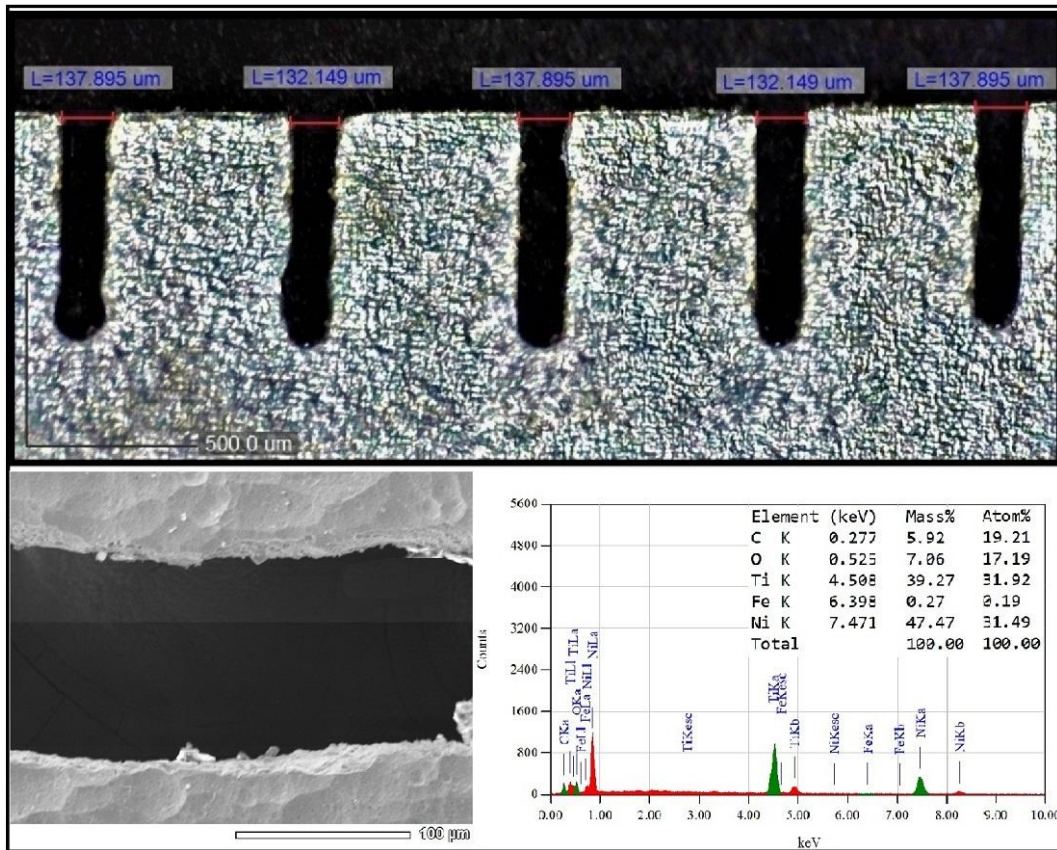 L=137.895 um
L=132.149 um
L=137.895 um
L=132.149 um
L=137.895 um
500.0 um
100 µm
5600
4800
4000
3200
2400
1600
800
0
Counts
Element (keV) Mass% Atom%
C K 0.277 5.92 19.21
O K 0.525 7.06 17.19
Ti K 4.508 39.27 31.92
Fe K 6.398 0.27 0.19
Ni K 7.471 47.47 31.49
Total 100.00 100.00
CKa
TiLl
TiLa
OKa
FeLl
FeLa
NiLl
NiLa
TiKesc
TiKa
FeKesc
TiKb
NiKesc
FeKa
FeKb
NiKa
NiKb
0.00 1.00 2.00 3.00 4.00 5.00 6.00 7.00 8.00 9.00 10.00
keV